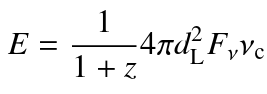 E = \frac{1}{1 + z} 4\pi d_{\mathrm{L}}^{2} F_{\nu} \nu_{\mathrm{c}}